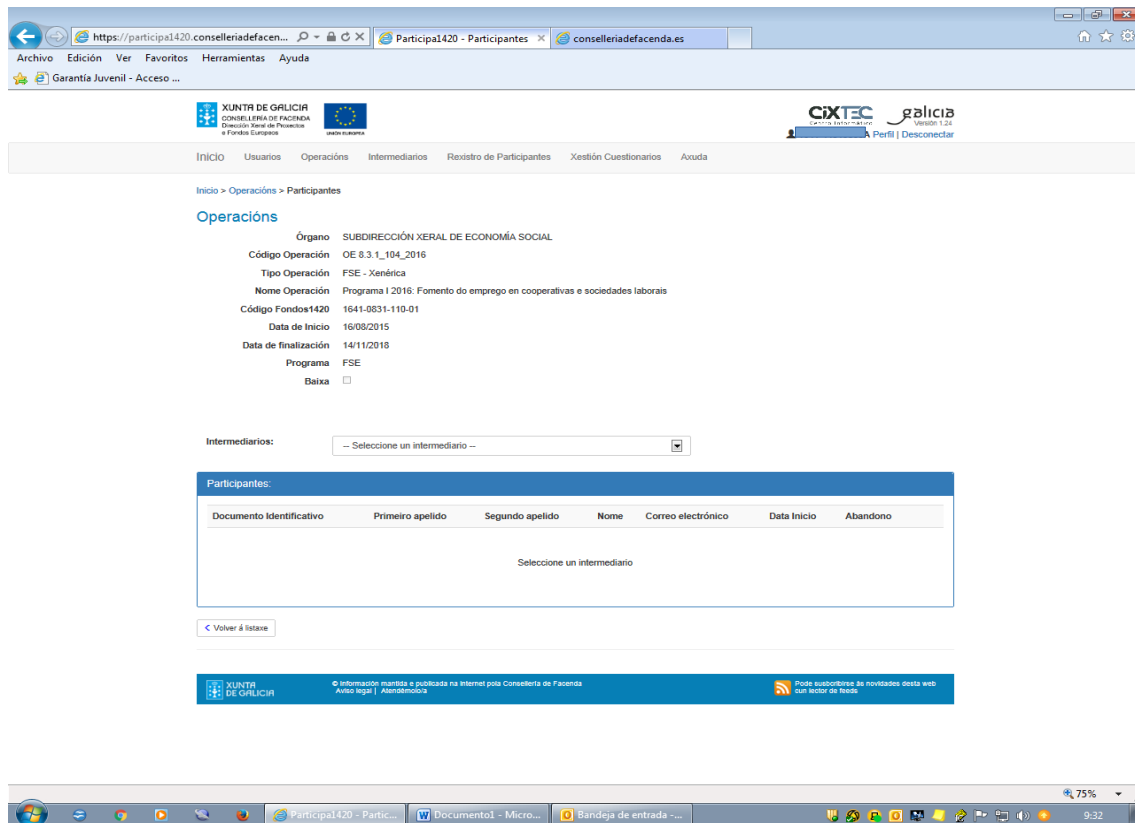 https://participa1420.conselleriadefacen...
Participa1420 - Participantes
conselleriadefacenda.es
Archivo Edición Ver Favoritos Herramientas Ayuda
Garantía Juvenil - Acceso ...
XUNTA DE GALICIA
CONSELLERÍA DE FACENDA
Dirección Xeral de Proxectos
e Fondos Europeos
UNIÓN EUROPEA
CiXTEC
Centro Informático
galicia
Versión 1.24
A Perfil | Desconectar
Inicio Usuarios Operacións Intermediarios Rexistro de Participantes Xestión Cuestionarios Axuda
Inicio > Operacións > Participantes
Operacións
Órgano SUBDIRECCIÓN XERAL DE ECONOMÍA SOCIAL
Código Operación OE 8.3.1_104_2016
Tipo Operación FSE - Xenérica
Nome Operación Programa I 2016: Fomento do emprego en cooperativas e sociedades laborais
Código Fondos1420 1641-0831-110-01
Data de Inicio 16/08/2015
Data de finalización 14/11/2018
Programa FSE
Baixa
Intermediarios: -- Seleccione un intermediario --
Participantes:
Documento Identificativo Primeiro apelido Segundo apelido Nome Correo electrónico Data Inicio Abandono
Seleccione un intermediario
< Volver á listaxe
XUNTA
DE GALICIA
© Información mantida e publicada na internet pola Consellería de Facenda
Aviso legal | Atendémolo/a
Pode suscribirse ás novidades desta web
cun lector de feeds
75%
Participa1420 - Partic...
Documento1 - Micro...
Bandeja de entrada -...
9:32